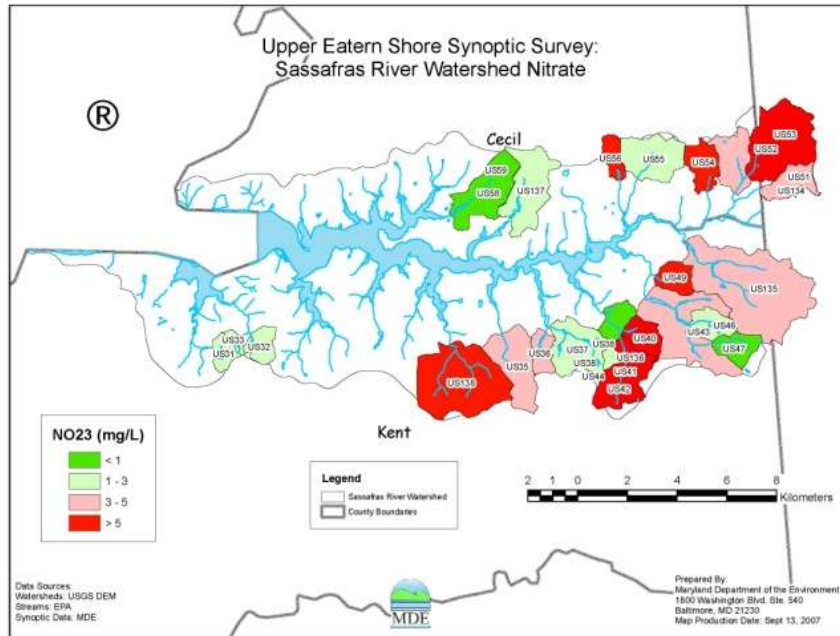 Upper Eatern Shore Synoptic Survey:
Sassafras River Watershed Nitrate
®
Cecil
US53
US52
US56
US55
US54
US59
US51
US58
US137
US134
US49
US135
US33
US31
US32
US46
US43
US38
US40
US37
US36
US136
US47
US35
US38
US41
US44
US138
US42
Kent
NO23 (mg/L)
< 1
1 - 3
3 - 5
> 5
Legend
Sassafras River Watershed
County Boundaries
2 1 0 2 4 6 8
Kilometers
Data Sources:
Watersheds: USGS DEM
Streams: EPA
Synoptic Data: MDE
MDE
Prepared By:
Maryland Department of the Environment
1800 Washington Blvd. Ste. 540
Baltimore, MD 21230
Map Production Date: Sept 13, 2007